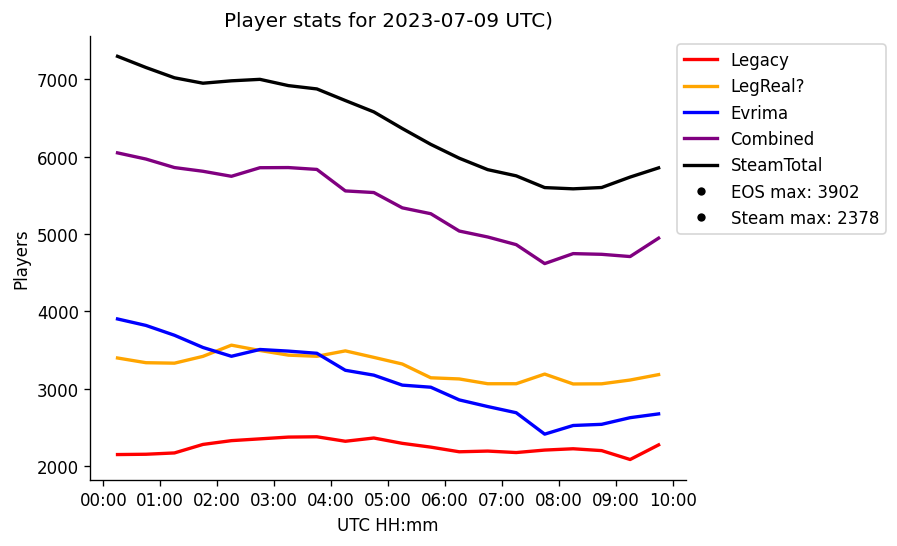 Player stats for 2023-07-09 UTC)
Legacy
LegReal?
Evrima
Combined
SteamTotal
EOS max: 3902
Steam max: 2378
Players
7000
6000
5000
4000
3000
2000
00:00 01:00 02:00 03:00 04:00 05:00 06:00 07:00 08:00 09:00 10:00
UTC HH:mm